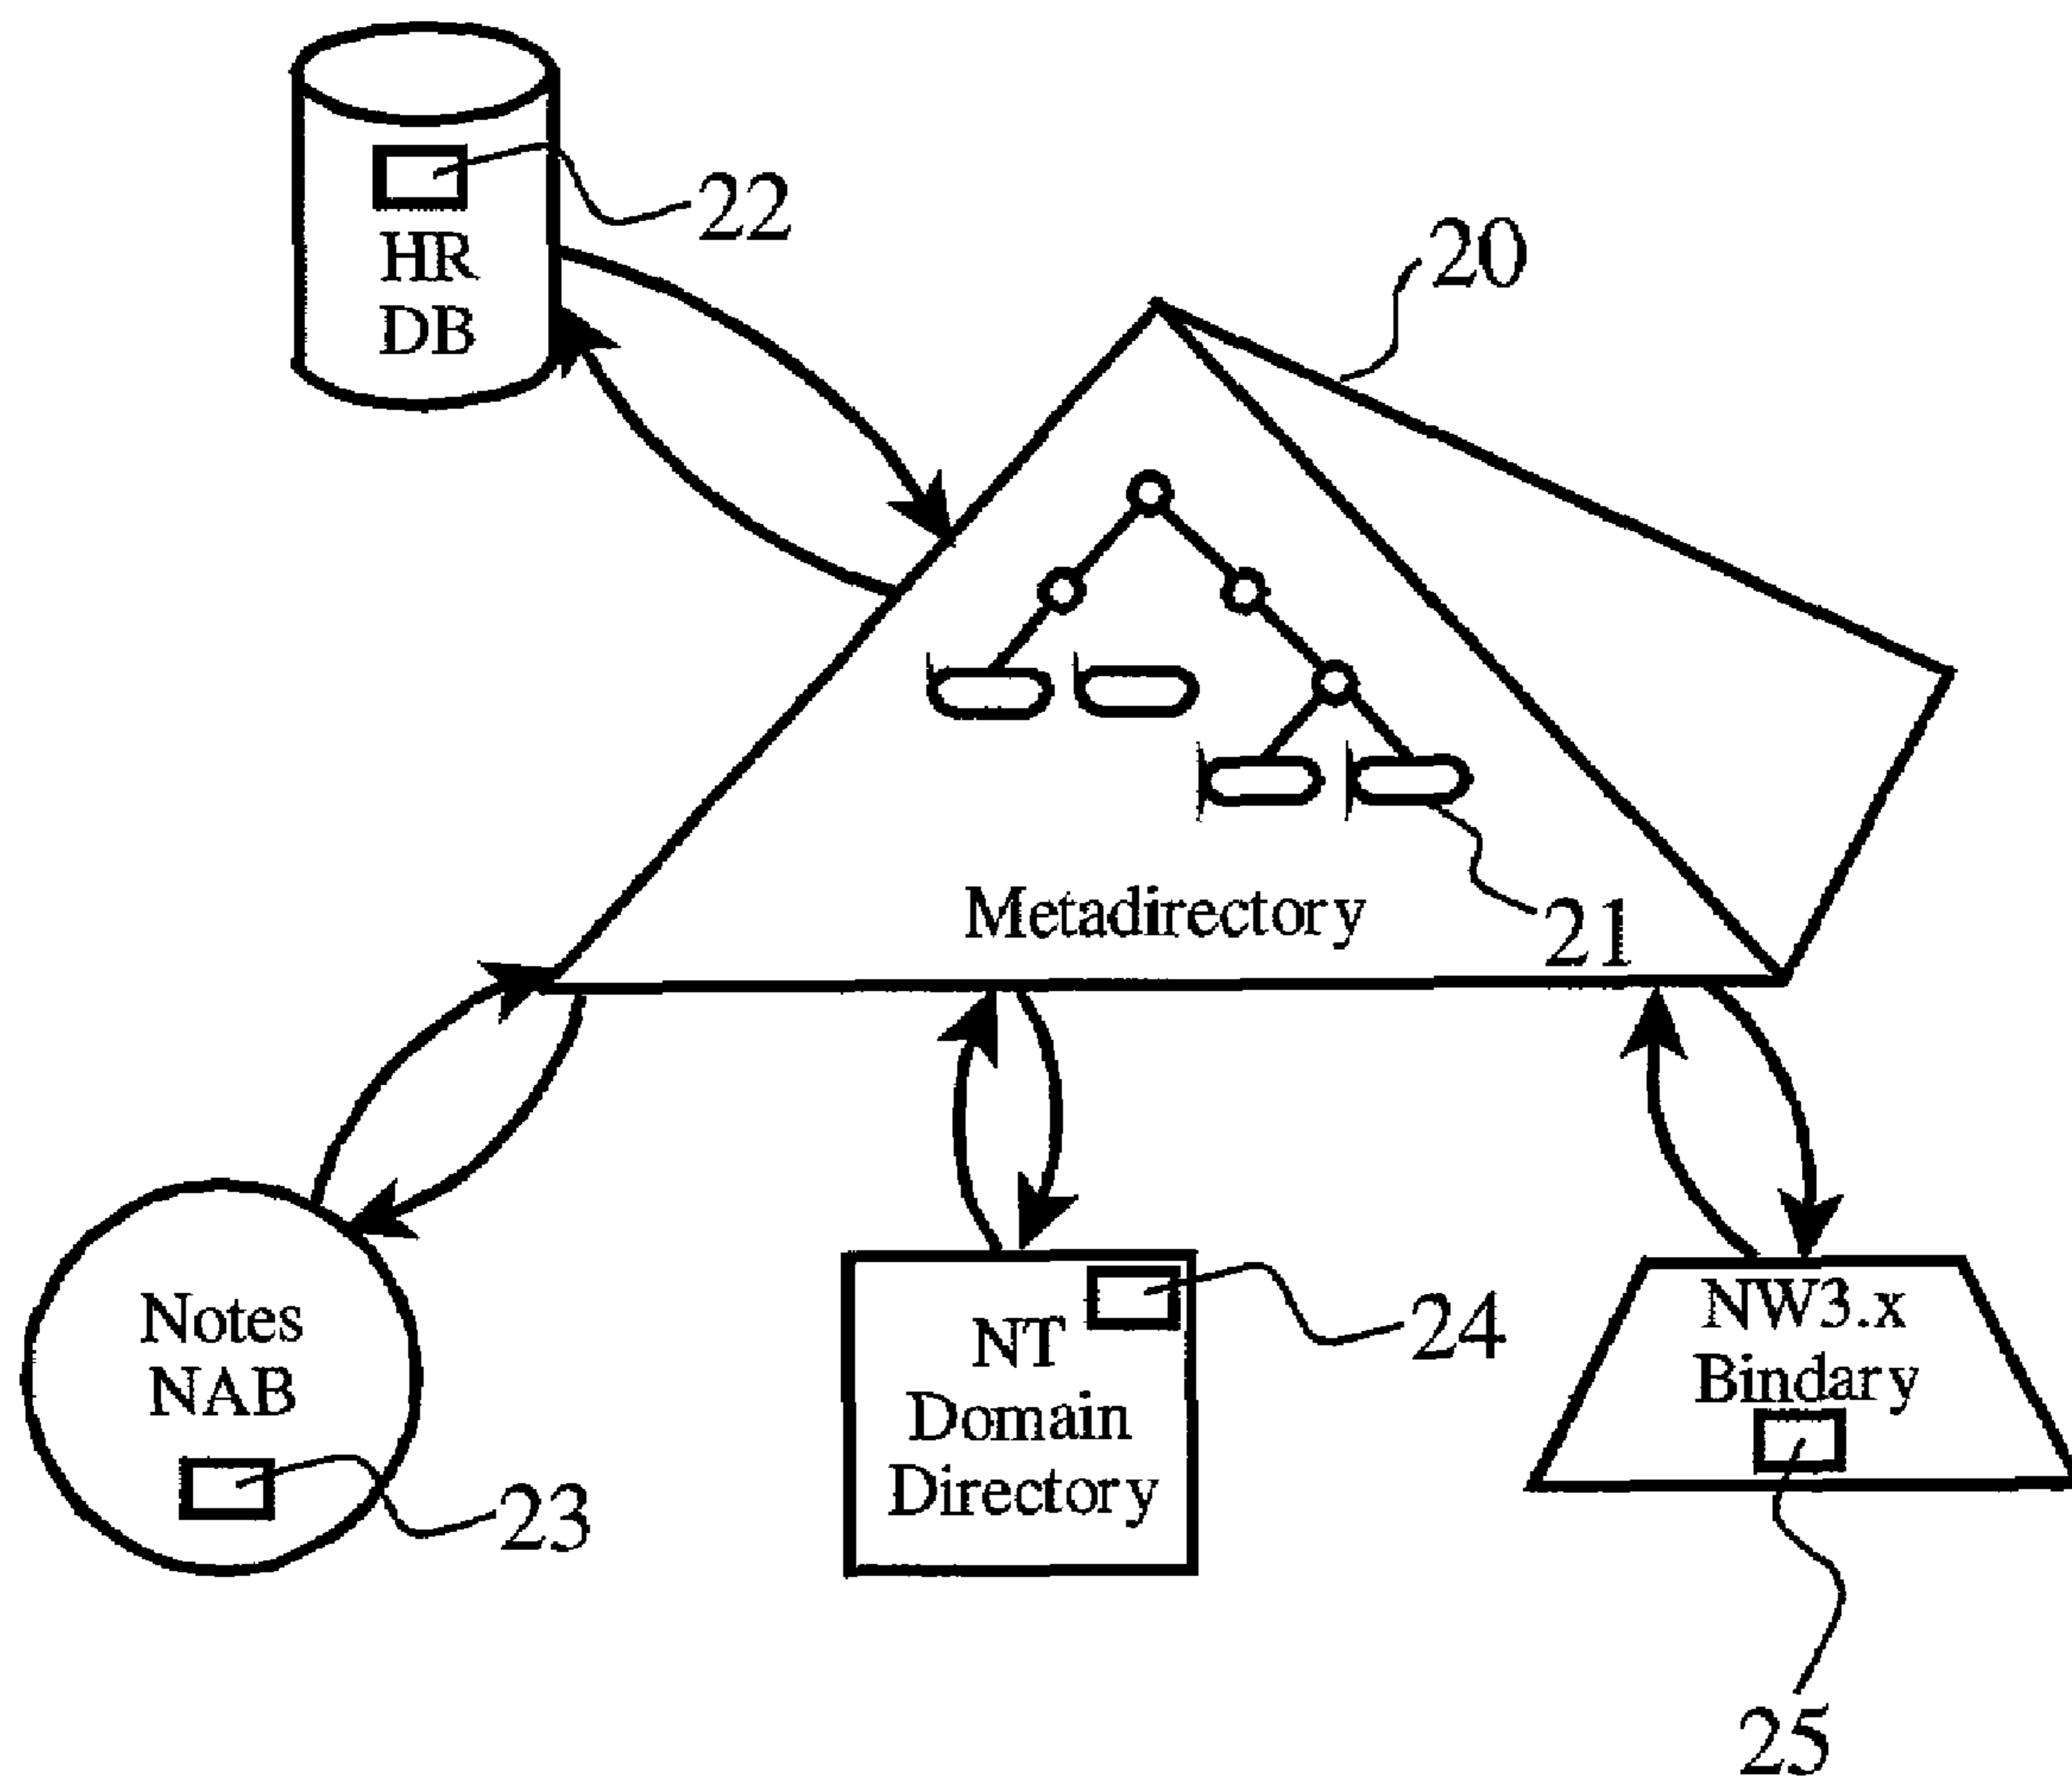 22
HR
DB
20
Metadirectory
21
Notes
NAB
23
NT
Domain
Directory
24
NW3.x
Bindary
25